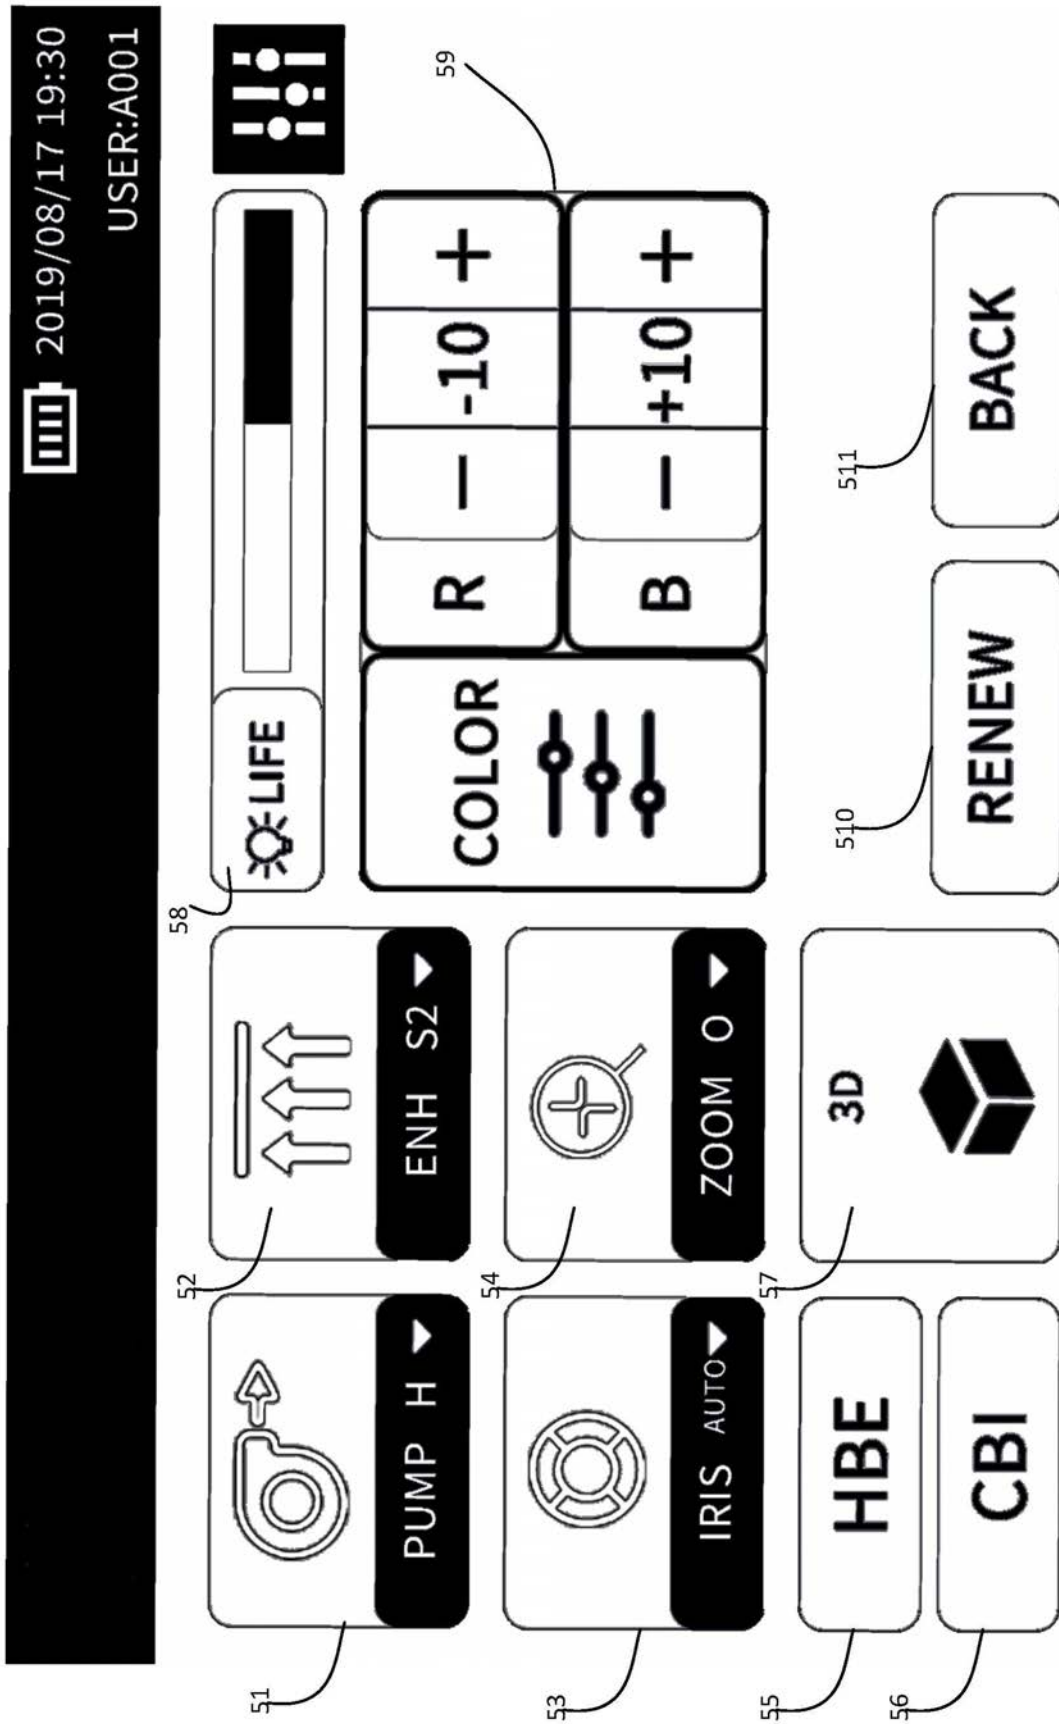 2019/08/17 19:30
USER:A001
51
PUMP H
52
ENH S2
58
LIFE
53
IRIS AUTO
54
ZOOM O
COLOR
R − -10 +
B − +10 +
59
55
HBE
56
CBI
57
3D
510
RENEW
511
BACK